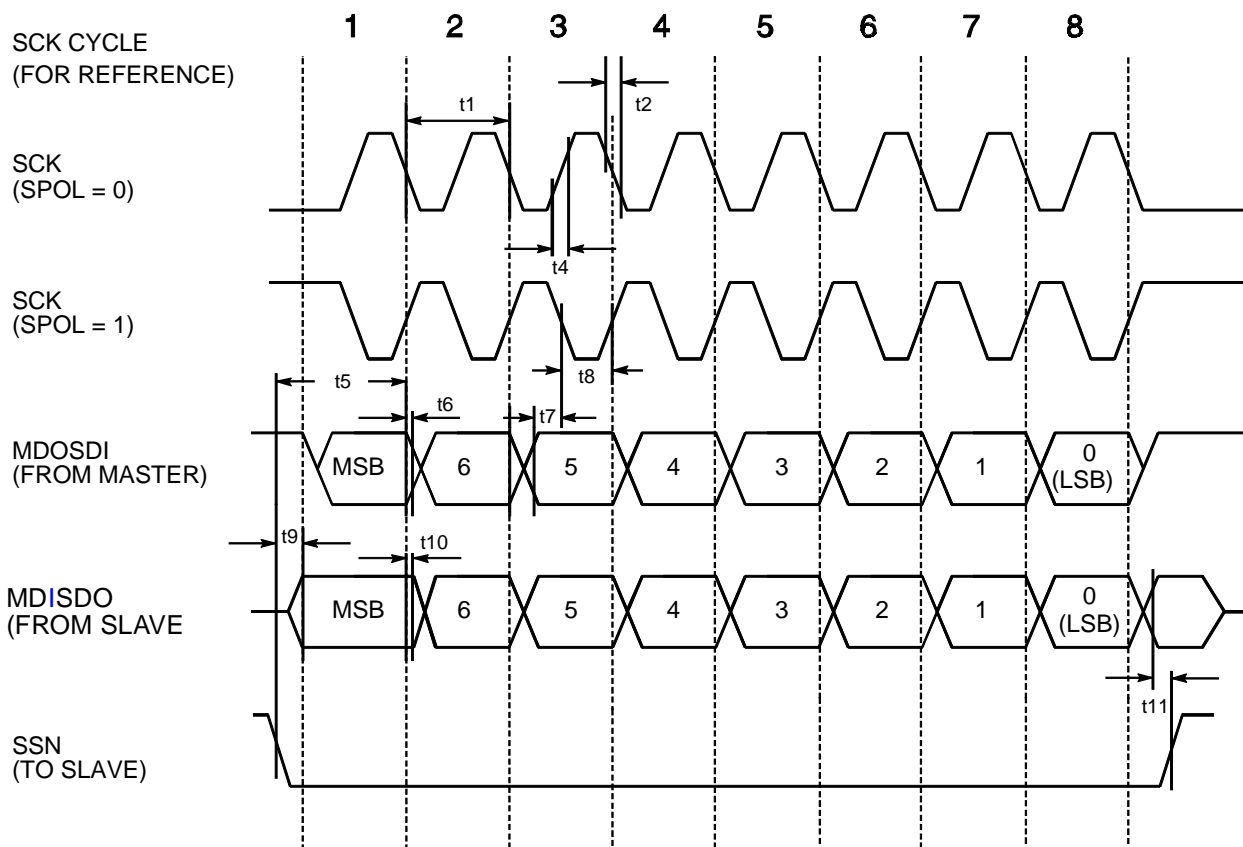 1 2 3 4 5 6 7 8
SCK CYCLE
(FOR REFERENCE)
t2
t1
SCK
(SPOL = 0)
t4
SCK
(SPOL = 1)
t8
t5
t6
t7
MDOSDI
(FROM MASTER)
MSB 6 5 4 3 2 1 0
(LSB)
t9
t10
MDISDO
(FROM SLAVE
MSB 6 5 4 3 2 1 0
(LSB)
t11
SSN
(TO SLAVE)